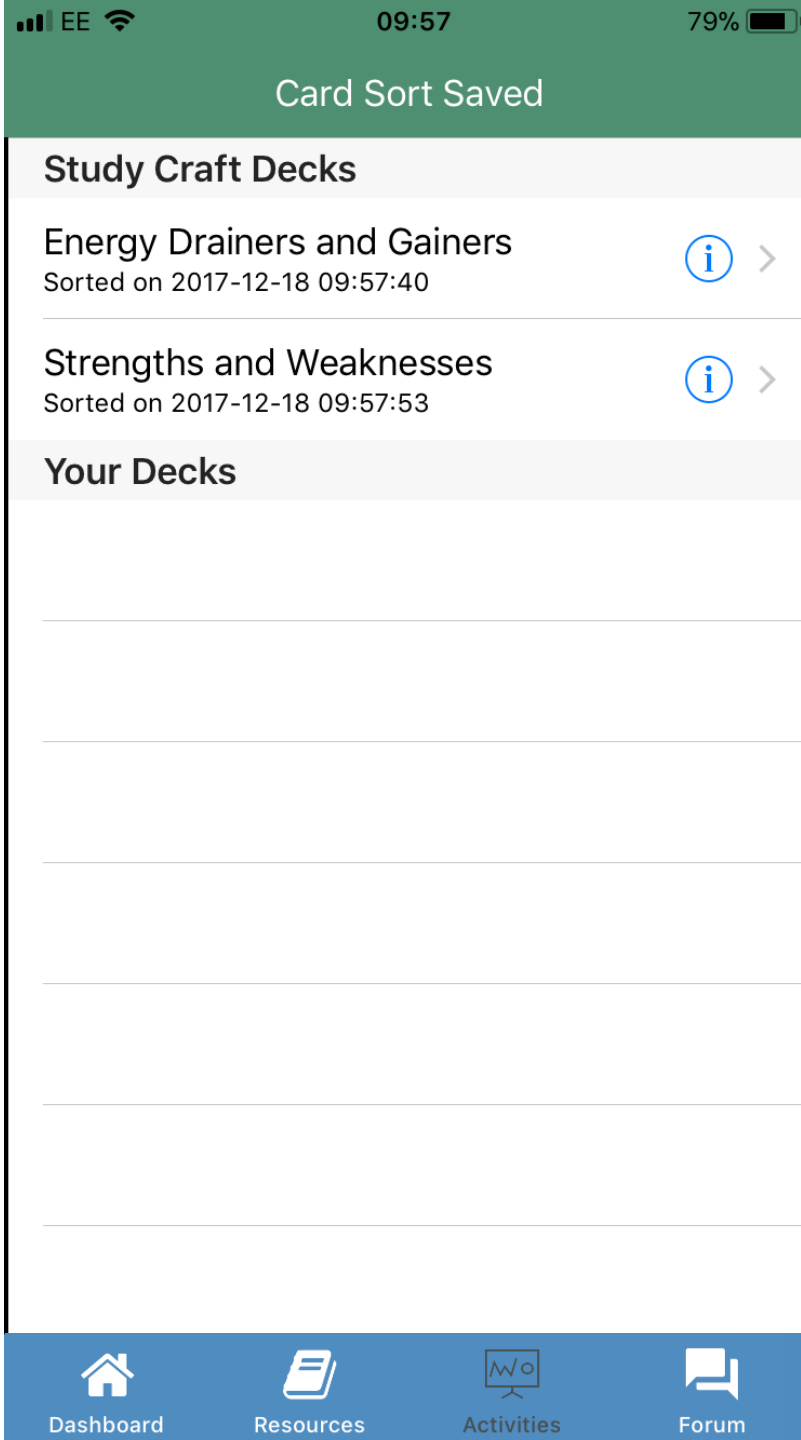 EE 09:57 79%
Card Sort Saved
Study Craft Decks
Energy Drainers and Gainers
Sorted on 2017-12-18 09:57:40
Strengths and Weaknesses
Sorted on 2017-12-18 09:57:53
Your Decks
Dashboard Resources Activities Forum